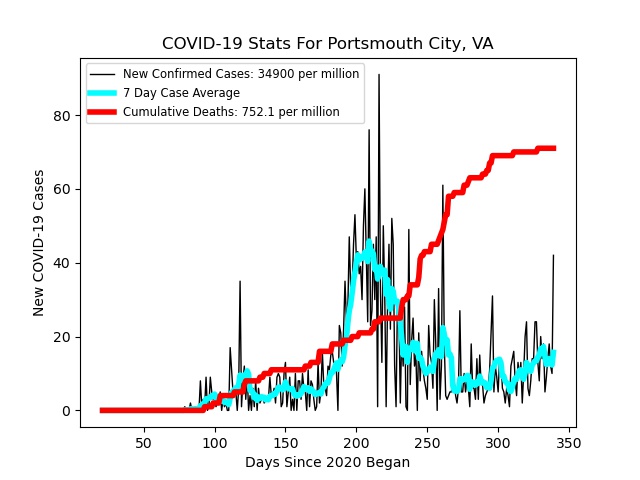 COVID-19 Stats For Portsmouth City, VA
New Confirmed Cases: 34900 per million
7 Day Case Average
Cumulative Deaths: 752.1 per million
New COVID-19 Cases
80
60
40
20
0
50 100 150 200 250 300 350
Days Since 2020 Began